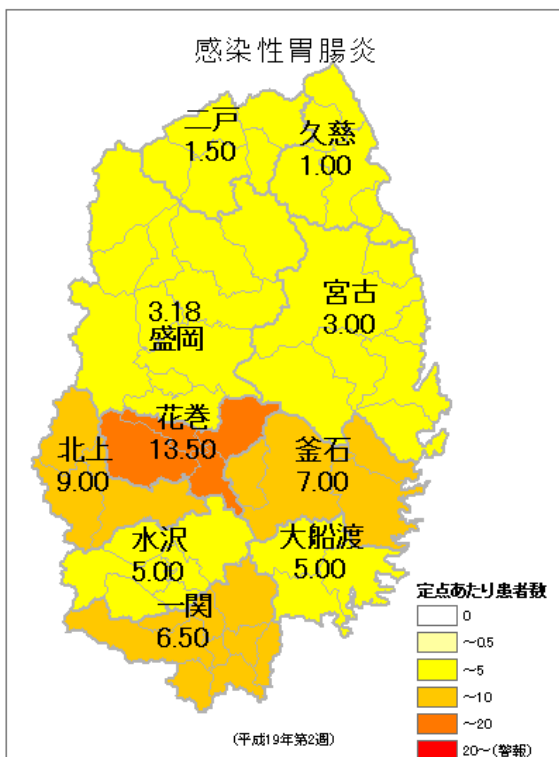 感染性胃腸炎
二戸
1.50
久慈
1.00
3.18
盛岡
宮古
3.00
花巻
13.50
北上
9.00
釜石
7.00
水沢
5.00
大船渡
5.00
一関
6.50
定点あたり患者数
0
～0.5
～5
～10
～20
20～(警報)
(平成19年第2週)